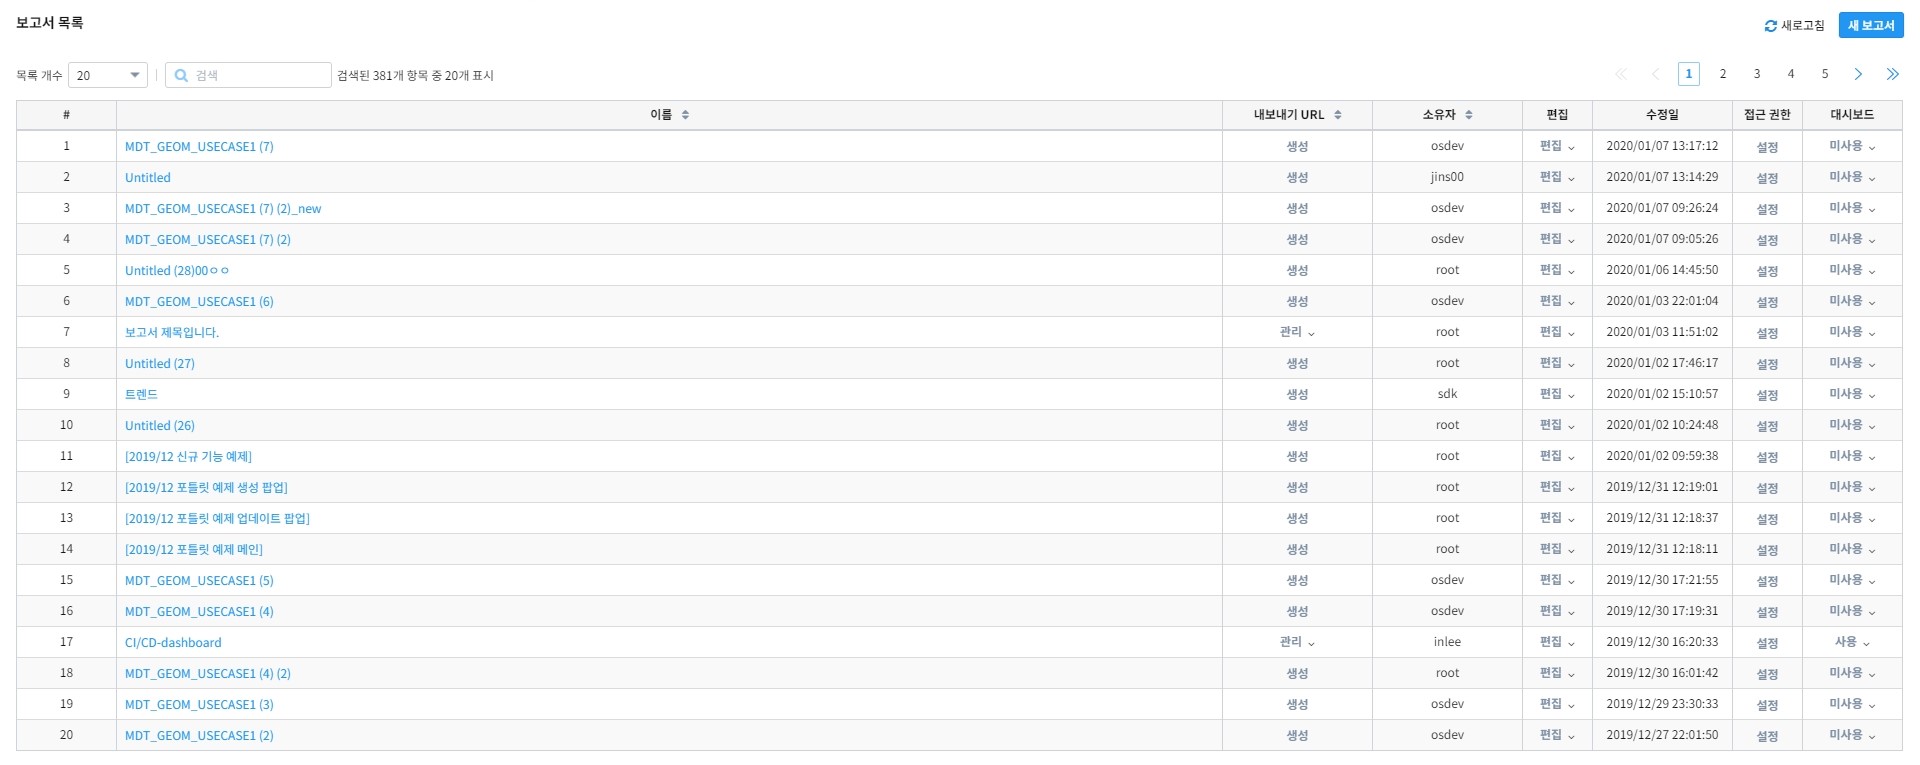 보고서 목록
새로고침 새 보고서
목록 개수 20 검색 검색된 381개 항목 중 20개 표시 1 2 3 4 5
# 이름 내보내기 URL 소유자 편집 수정일 접근 권한 대시보드
1 MDT_GEOM_USECASE1 (7) 생성 osdev 편집 2020/01/07 13:17:12 설정 미사용
2 Untitled 생성 jins00 편집 2020/01/07 13:14:29 설정 미사용
3 MDT_GEOM_USECASE1 (7) (2)_new 생성 osdev 편집 2020/01/07 09:26:24 설정 미사용
4 MDT_GEOM_USECASE1 (7) (2) 생성 osdev 편집 2020/01/07 09:05:26 설정 미사용
5 Untitled (28)00ㅇㅇ 생성 root 편집 2020/01/06 14:45:50 설정 미사용
6 MDT_GEOM_USECASE1 (6) 생성 osdev 편집 2020/01/03 22:01:04 설정 미사용
7 보고서 제목입니다. 관리 root 편집 2020/01/03 11:51:02 설정 미사용
8 Untitled (27) 생성 root 편집 2020/01/02 17:46:17 설정 미사용
9 트렌드 생성 sdk 편집 2020/01/02 15:10:57 설정 미사용
10 Untitled (26) 생성 root 편집 2020/01/02 10:24:48 설정 미사용
11 [2019/12 신규 기능 예제] 생성 root 편집 2020/01/02 09:59:38 설정 미사용
12 [2019/12 포틀릿 예제 생성 팝업] 생성 root 편집 2019/12/31 12:19:01 설정 미사용
13 [2019/12 포틀릿 예제 업데이트 팝업] 생성 root 편집 2019/12/31 12:18:37 설정 미사용
14 [2019/12 포틀릿 예제 메인] 생성 root 편집 2019/12/31 12:18:11 설정 미사용
15 MDT_GEOM_USECASE1 (5) 생성 osdev 편집 2019/12/30 17:21:55 설정 미사용
16 MDT_GEOM_USECASE1 (4) 생성 osdev 편집 2019/12/30 17:19:31 설정 미사용
17 CI/CD-dashboard 관리 inlee 편집 2019/12/30 16:20:33 설정 사용
18 MDT_GEOM_USECASE1 (4) (2) 생성 root 편집 2019/12/30 16:01:42 설정 미사용
19 MDT_GEOM_USECASE1 (3) 생성 osdev 편집 2019/12/29 23:30:33 설정 미사용
20 MDT_GEOM_USECASE1 (2) 생성 osdev 편집 2019/12/27 22:01:50 설정 미사용